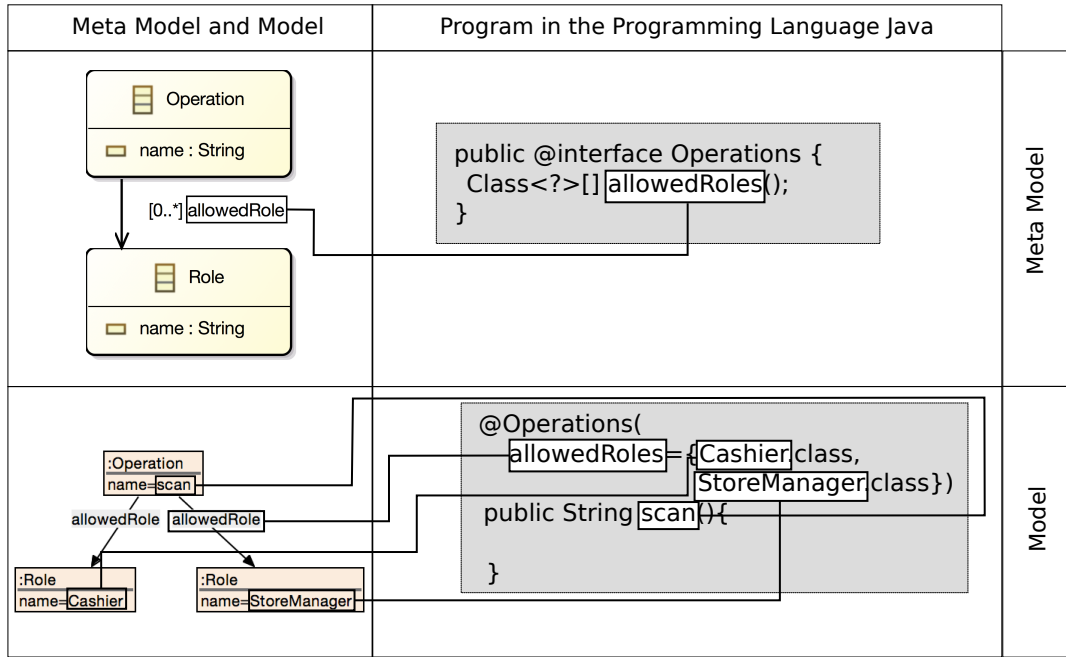 Meta Model and Model
Program in the Programming Language Java
Operation
name : String
[0..*] allowedRole
Role
name : String
public @interface Operations {
Class<?>[] allowedRoles();
}
Meta Model
:Operation
name=scan
allowedRole
allowedRole
:Role
name=Cashier
:Role
name=StoreManager
@Operations(
allowedRoles={Cashier.class,
StoreManager.class})
public String scan(){
}
Model